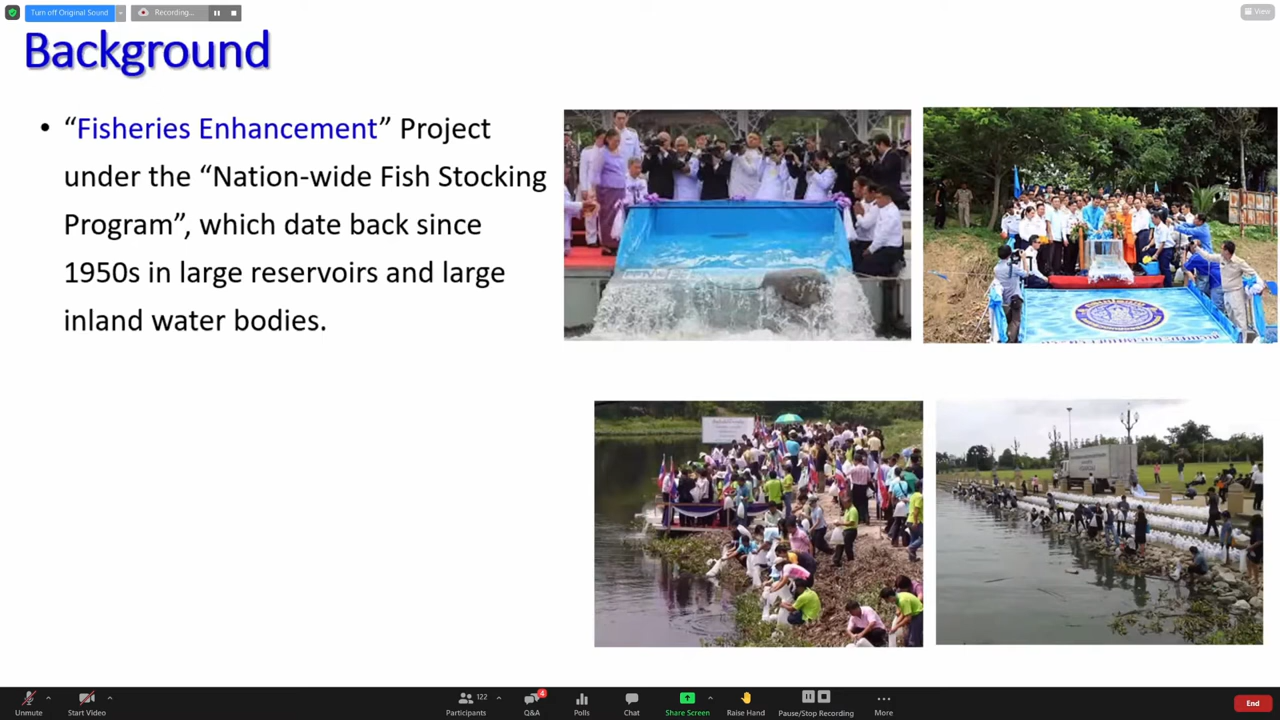 Turn off Original Sound
Recording...
View
Background
• “Fisheries Enhancement” Project
under the “Nation-wide Fish Stocking
Program”, which date back since
1950s in large reservoirs and large
inland water bodies.
Unmute
Start Video
Participants
122
Q&A
4
Polls
Chat
Share Screen
Raise Hand
Pause/Stop Recording
More
End